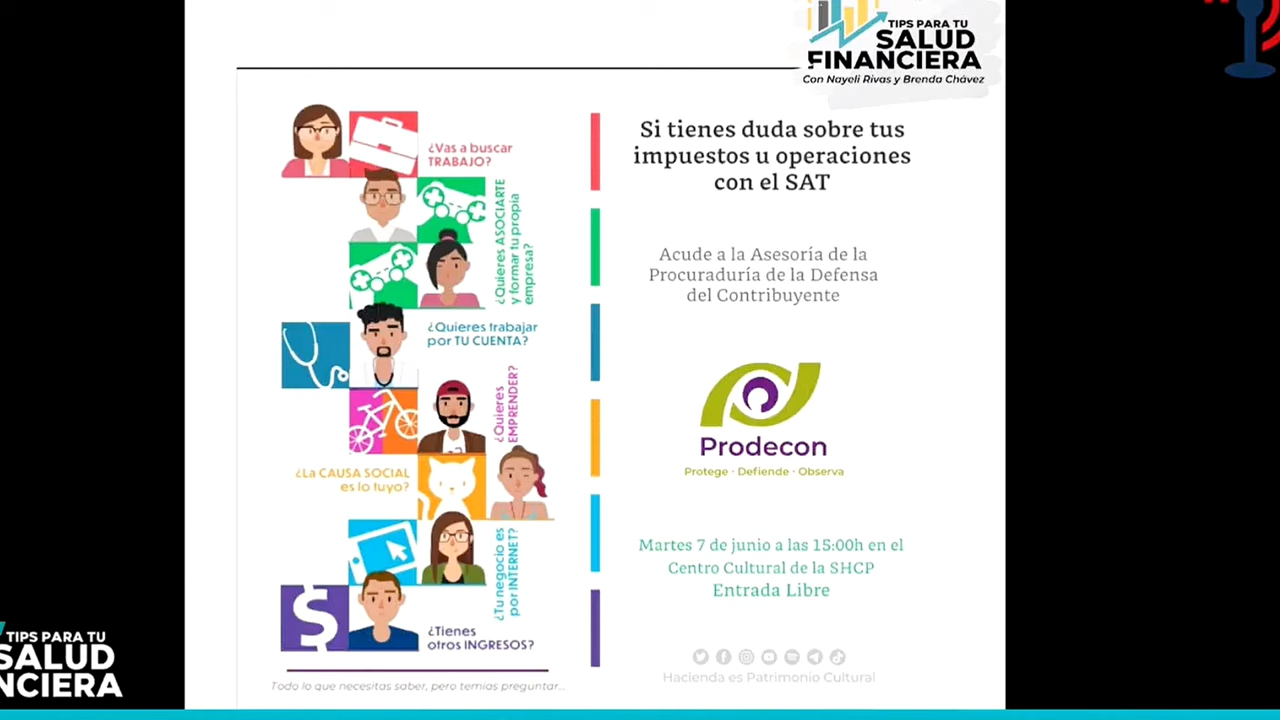 TIPS PARA TU
SALUD
FINANCIERA
Con Nayeli Rivas y Brenda Chávez
¿Vas a buscar
TRABAJO?
¿Quieres ASOCIARTE
y formar tu propia
empresa?
¿Quieres trabajar
por TU CUENTA?
¿Quieres
EMPRENDER?
¿La CAUSA SOCIAL
es lo tuyo?
¿Tu negocio es
por INTERNET?
¿Tienes
otros INGRESOS?
Todo lo que necesitas saber, pero temías preguntar...
Si tienes duda sobre tus
impuestos u operaciones
con el SAT
Acude a la Asesoría de la
Procuraduría de la Defensa
del Contribuyente
Prodecon
Protege · Defiende · Observa
Martes 7 de junio a las 15:00h en el
Centro Cultural de la SHCP
Entrada Libre
Hacienda es Patrimonio Cultural
TIPS PARA TU
SALUD
NCIERA